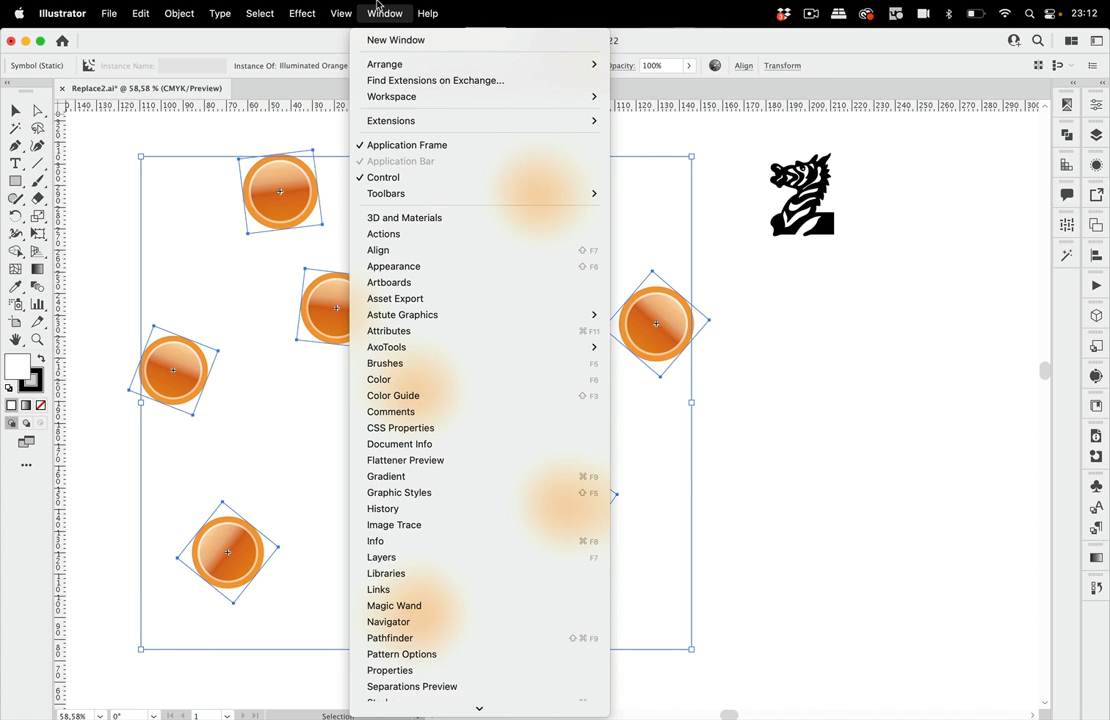 Illustrator File Edit Object Type Select Effect View Window Help 23:12
22
Symbol (Static) Instance Name: Instance Of: Illuminated Orange Opacity: 100% Align Transform
Replace2.ai* @ 58,58 % (CMYK/Preview)
New Window
Arrange
Find Extensions on Exchange...
Workspace
Extensions
Application Frame
Application Bar
Control
Toolbars
3D and Materials
Actions
Align ⇧ F7
Appearance ⇧ F6
Artboards
Asset Export
Astute Graphics
Attributes ⌘ F11
AxoTools
Brushes F5
Color F6
Color Guide ⇧ F3
Comments
CSS Properties
Document Info
Flattener Preview
Gradient ⌘ F9
Graphic Styles ⇧ F5
History
Image Trace
Info ⌘ F8
Layers F7
Libraries
Links
Magic Wand
Navigator
Pathfinder ⇧ ⌘ F9
Pattern Options
Properties
Separations Preview
58,58% 0° 1 Selection